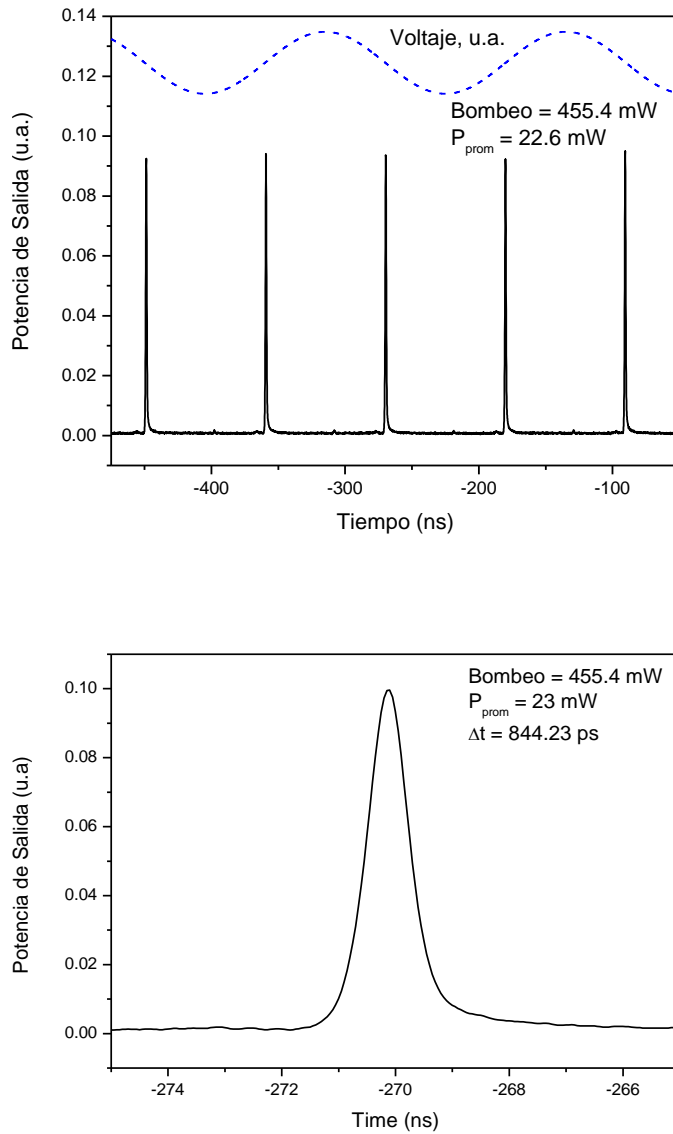 0.14
0.12
0.10
0.08
0.06
0.04
0.02
0.00
Potencia de Salida (u.a.)
Voltaje, u.a.
Bombeo = 455.4 mW
P_prom = 22.6 mW
-400
-300
-200
-100
Tiempo (ns)
0.10
0.08
0.06
0.04
0.02
0.00
Potencia de Salida (u.a)
Bombeo = 455.4 mW
P_prom = 23 mW
Δt = 844.23 ps
-274
-272
-270
-268
-266
Time (ns)